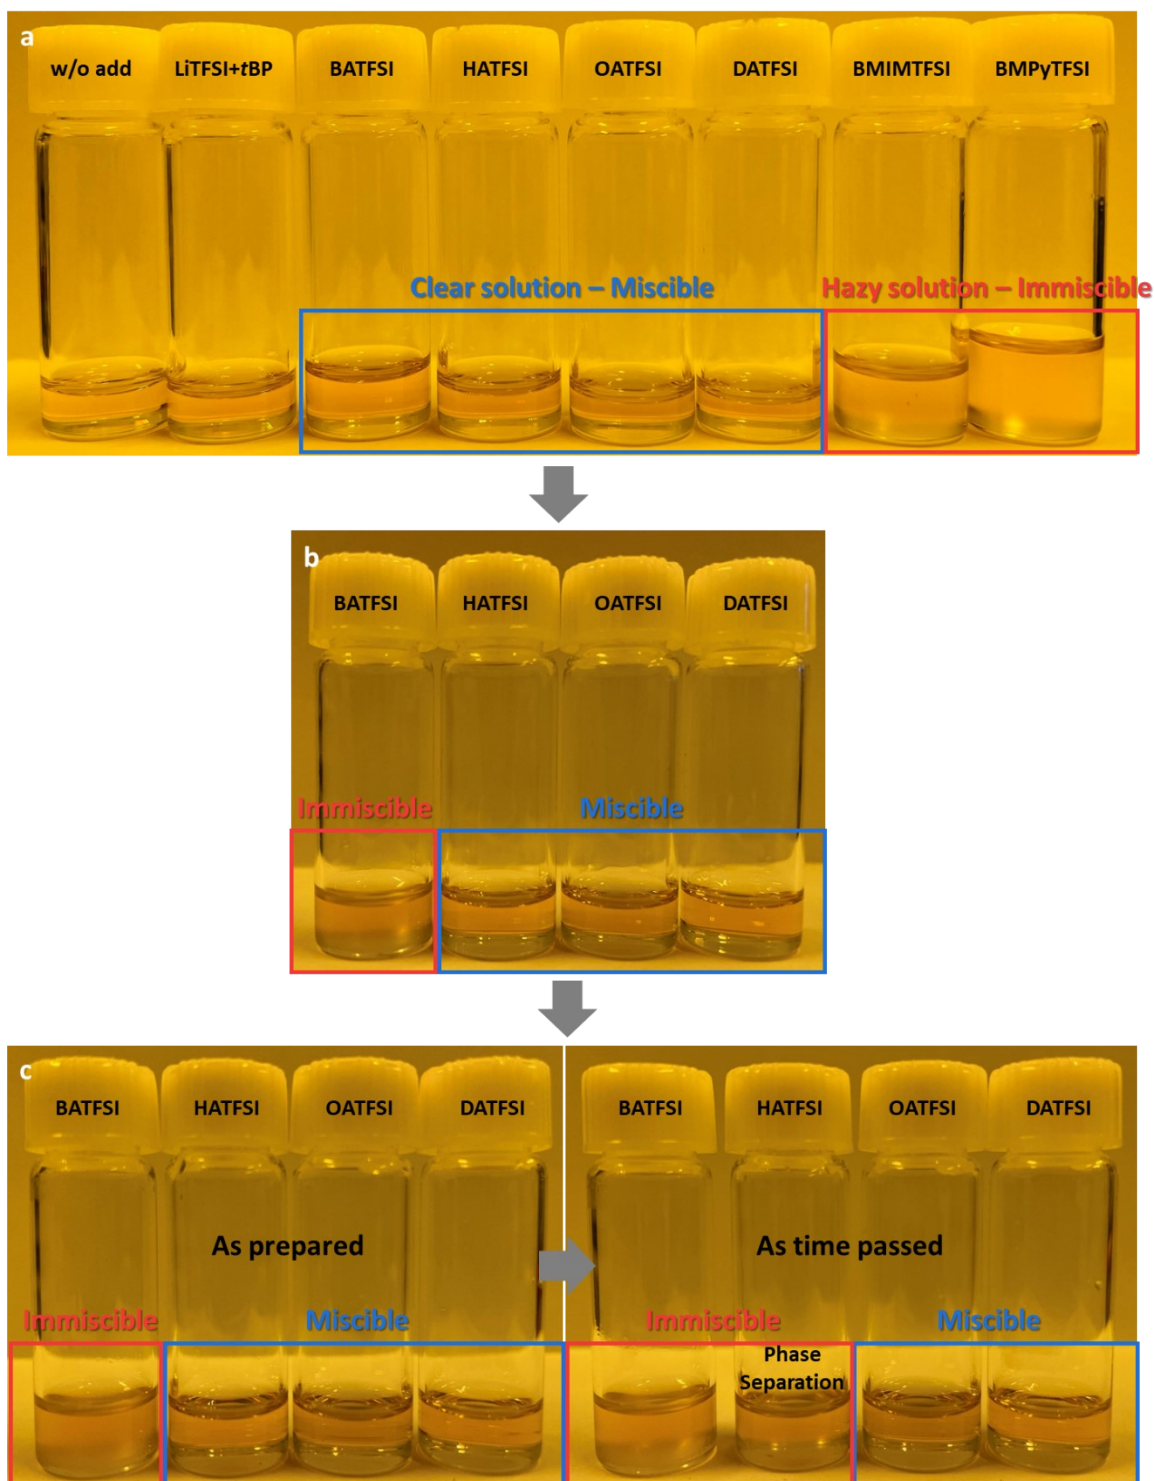 a
w/o add
LiTFSI+tBP
BATFSI
HATFSI
OATFSI
DATFSI
BMIMTFSI
BMPyTFSI
Clear solution – Miscible
Hazy solution – Immiscible
b
BATFSI
HATFSI
OATFSI
DATFSI
Immiscible
Miscible
c
BATFSI
HATFSI
OATFSI
DATFSI
BATFSI
HATFSI
OATFSI
DATFSI
As prepared
As time passed
Immiscible
Miscible
Immiscible
Miscible
Phase
Separation